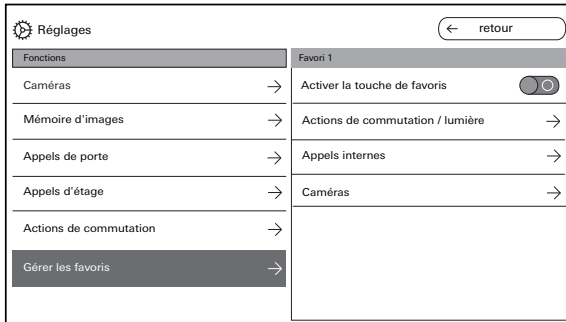 Réglages
← retour
Fonctions
Caméras
Mémoire d'images
Appels de porte
Appels d'étage
Actions de commutation
Gérer les favoris
Favori 1
Activer la touche de favoris
Actions de commutation / lumière
Appels internes
Caméras